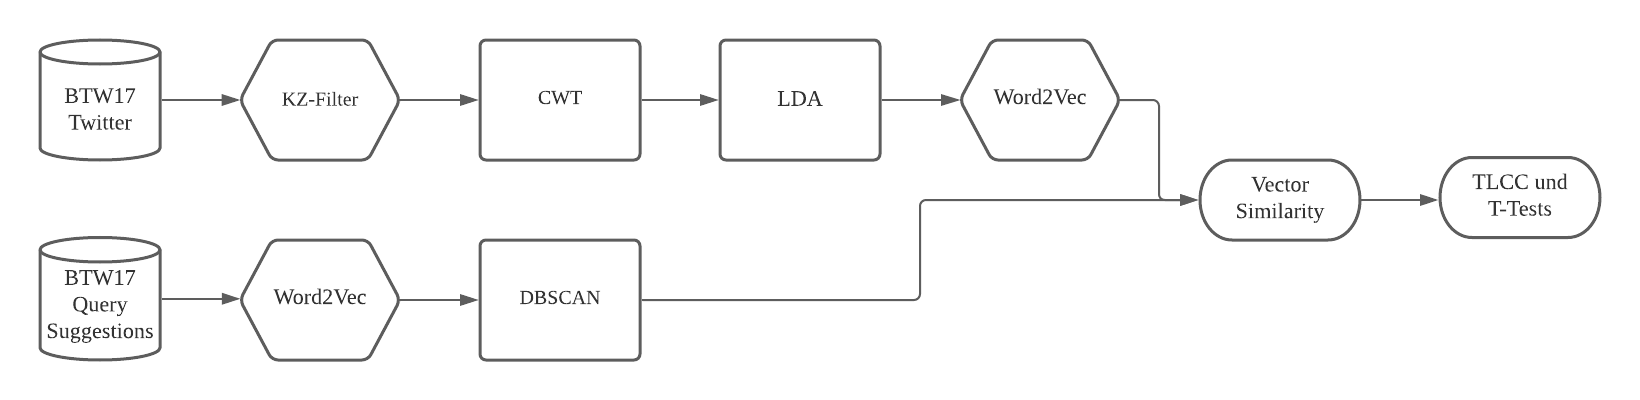 BTW17
Twitter
KZ-Filter
CWT
LDA
Word2Vec
BTW17
Query
Suggestions
Word2Vec
DBSCAN
Vector
Similarity
TLCC und
T-Tests